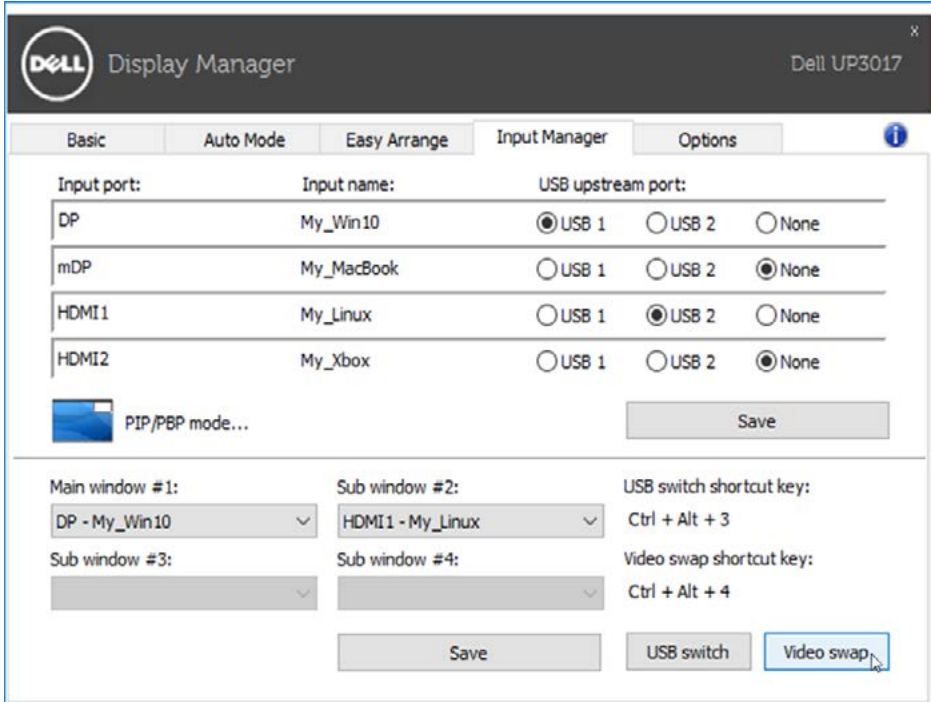 DELL Display Manager Dell UP3017
x
Basic Auto Mode Easy Arrange Input Manager Options i
Input port: Input name: USB upstream port:
DP My_Win10 USB 1 USB 2 None
mDP My_MacBook USB 1 USB 2 None
HDMI1 My_Linux USB 1 USB 2 None
HDMI2 My_Xbox USB 1 USB 2 None
PIP/PBP mode... Save
Main window #1: Sub window #2: USB switch shortcut key:
DP - My_Win10 HDMI1 - My_Linux Ctrl + Alt + 3
Sub window #3: Sub window #4: Video swap shortcut key:
Ctrl + Alt + 4
Save USB switch Video swap